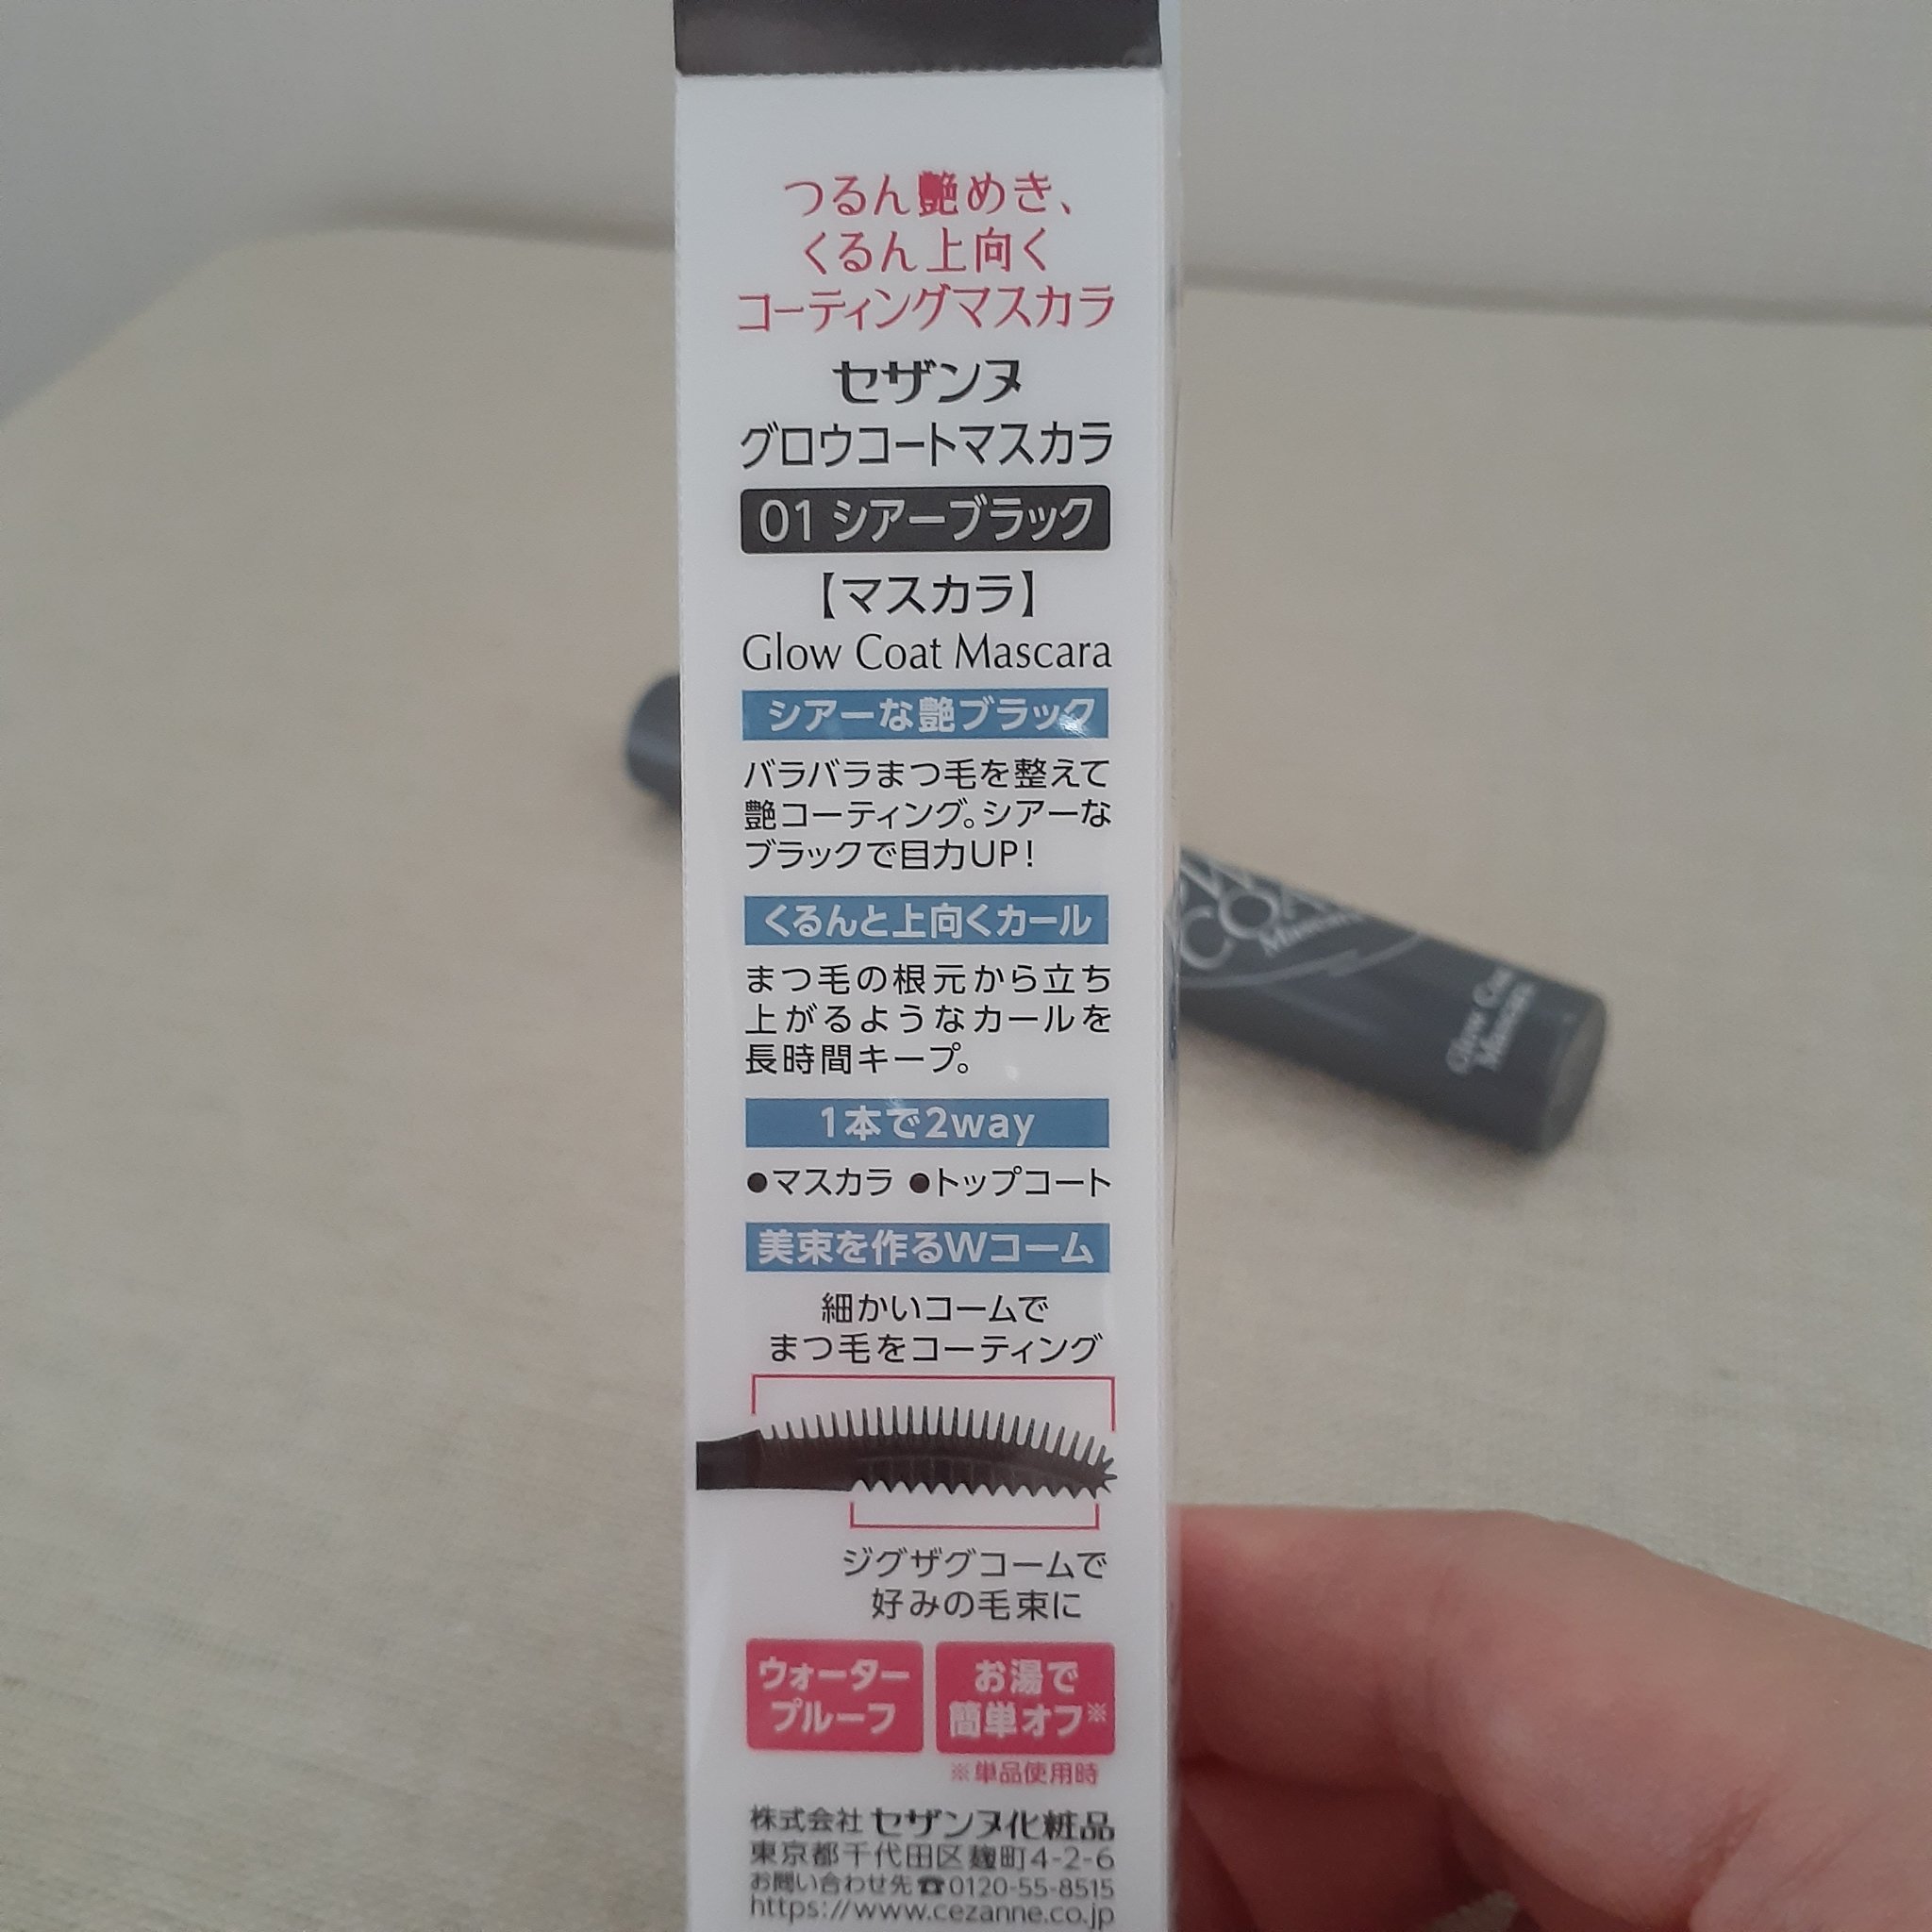 つるん艶めき、
くるん上向く
コーティングマスカラ
セザンヌ
グロウコートマスカラ
01 シアーブラック
【マスカラ】
Glow Coat Mascara
シアーな艶ブラック
バラバラまつ毛を整えて
艶コーティング。シアーな
ブラックで目力UP!
くるんと上向くカール
まつ毛の根元から立ち
上がるようなカールを
長時間キープ。
1本で2way
●マスカラ ●トップコート
美束を作るWコーム
細かいコームで
まつ毛をコーティング
ジグザグコームで
好みの毛束に
ウォーター
プルーフ
お湯で
簡単オフ※
※単品使用時
株式会社 セザンヌ化粧品
東京都千代田区麹町4-2-6
お問い合わせ先☎0120-55-8515
https://www.cezanne.co.jp
Mascara
Glow Coat
Mascara